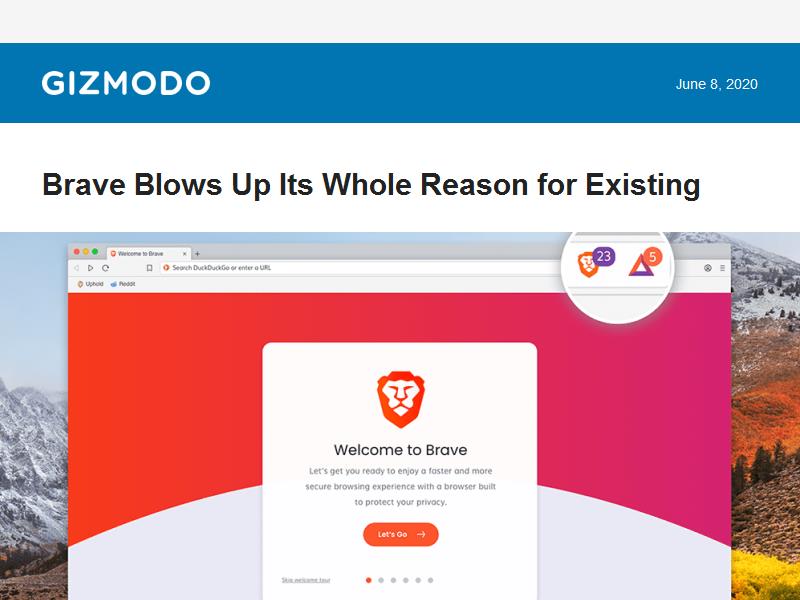 GIZMODO
June 8, 2020
Brave Blows Up Its Whole Reason for Existing
Welcome to Brave
Search DuckDuckGo or enter a URL
23
5
Uphold
Reddit
Welcome to Brave
Let's get you ready to enjoy a faster and more
secure browsing experience with a browser built
to protect your privacy.
Let's Go
Skip welcome tour